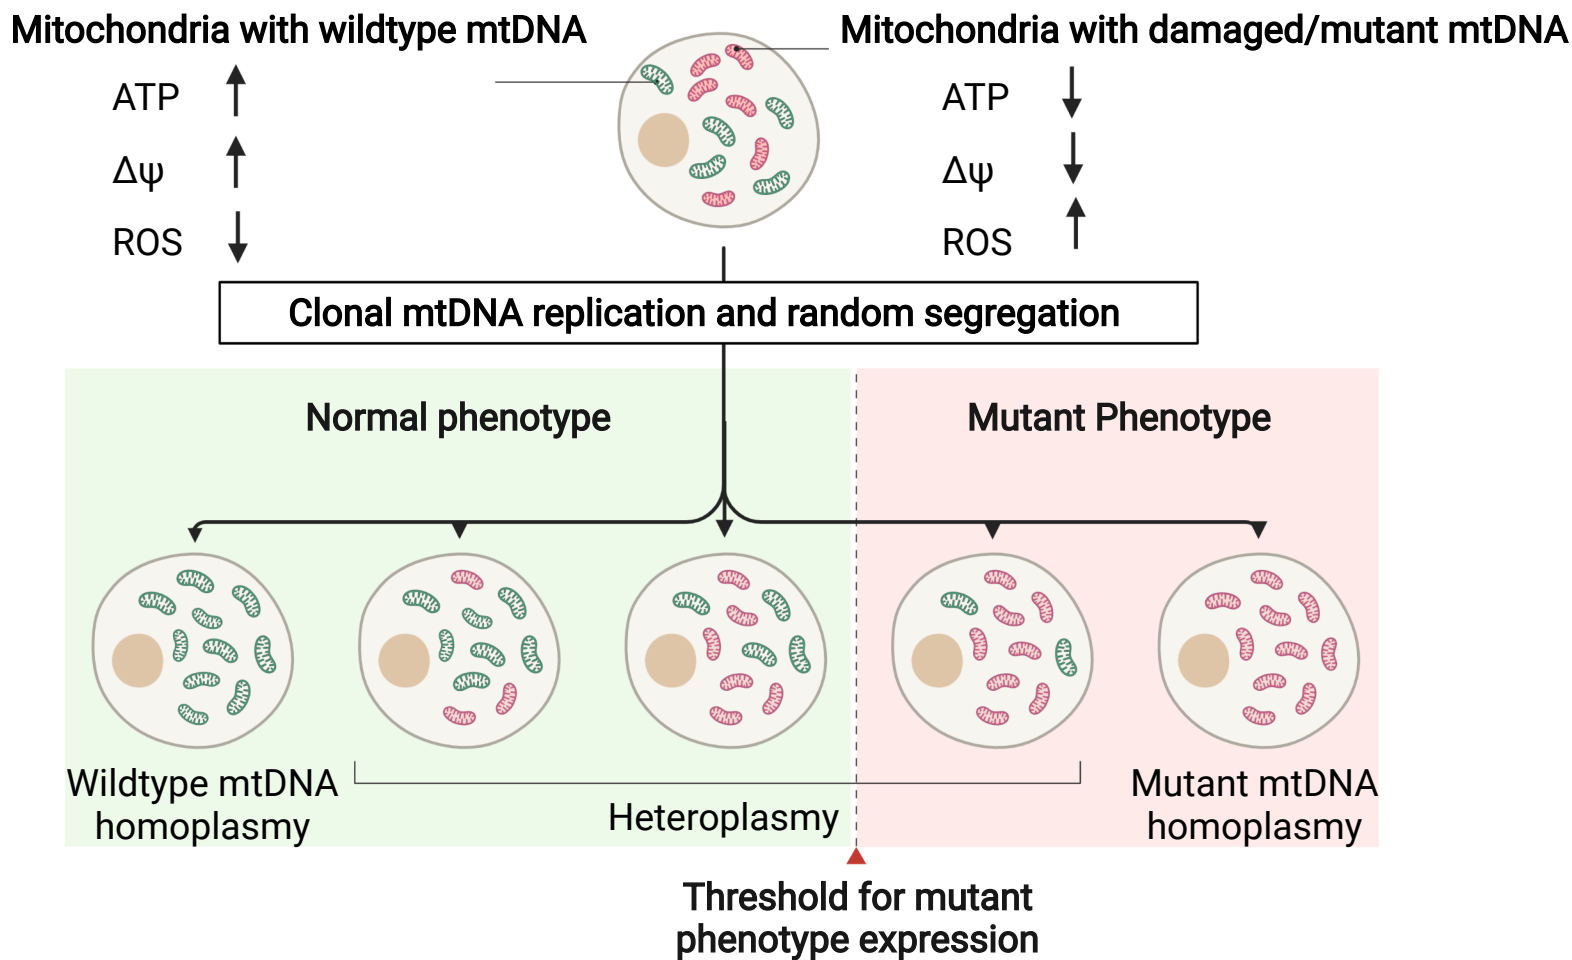 Mitochondria with wildtype mtDNA
ATP
Δψ
ROS
Mitochondria with damaged/mutant mtDNA
ATP
Δψ
ROS
Clonal mtDNA replication and random segregation
Normal phenotype
Mutant Phenotype
Wildtype mtDNA
homoplasmy
Heteroplasmy
Mutant mtDNA
homoplasmy
Threshold for mutant
phenotype expression